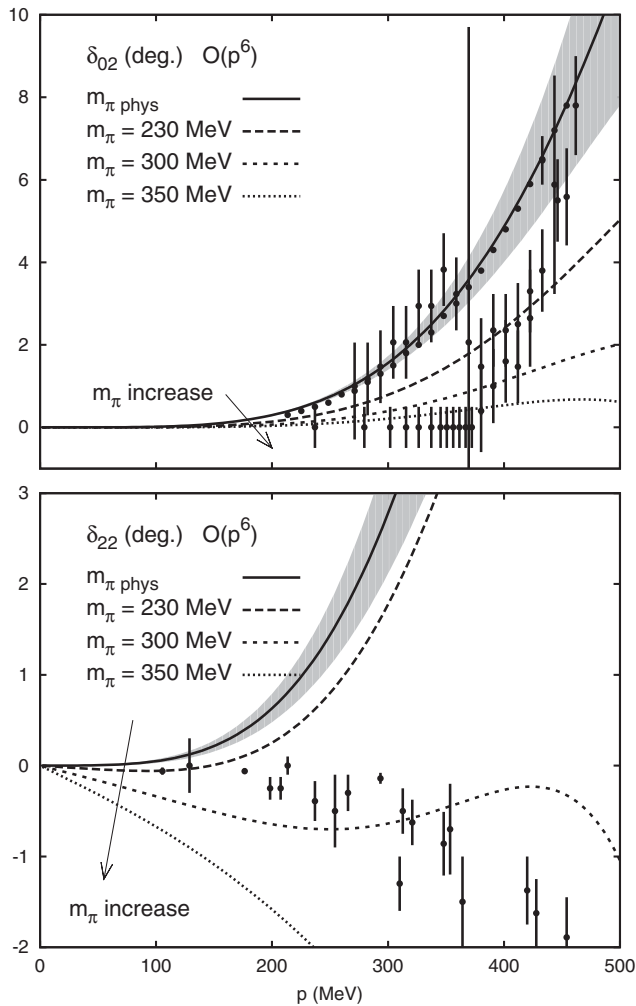 10
δ02 (deg.) O(p6)
mπ phys
mπ = 230 MeV
mπ = 300 MeV
mπ = 350 MeV
8
6
4
2
mπ increase
0
3
δ22 (deg.) O(p6)
mπ phys
mπ = 230 MeV
mπ = 300 MeV
mπ = 350 MeV
2
1
0
-1
mπ increase
-2
0 100 200 300 400 500
p (MeV)